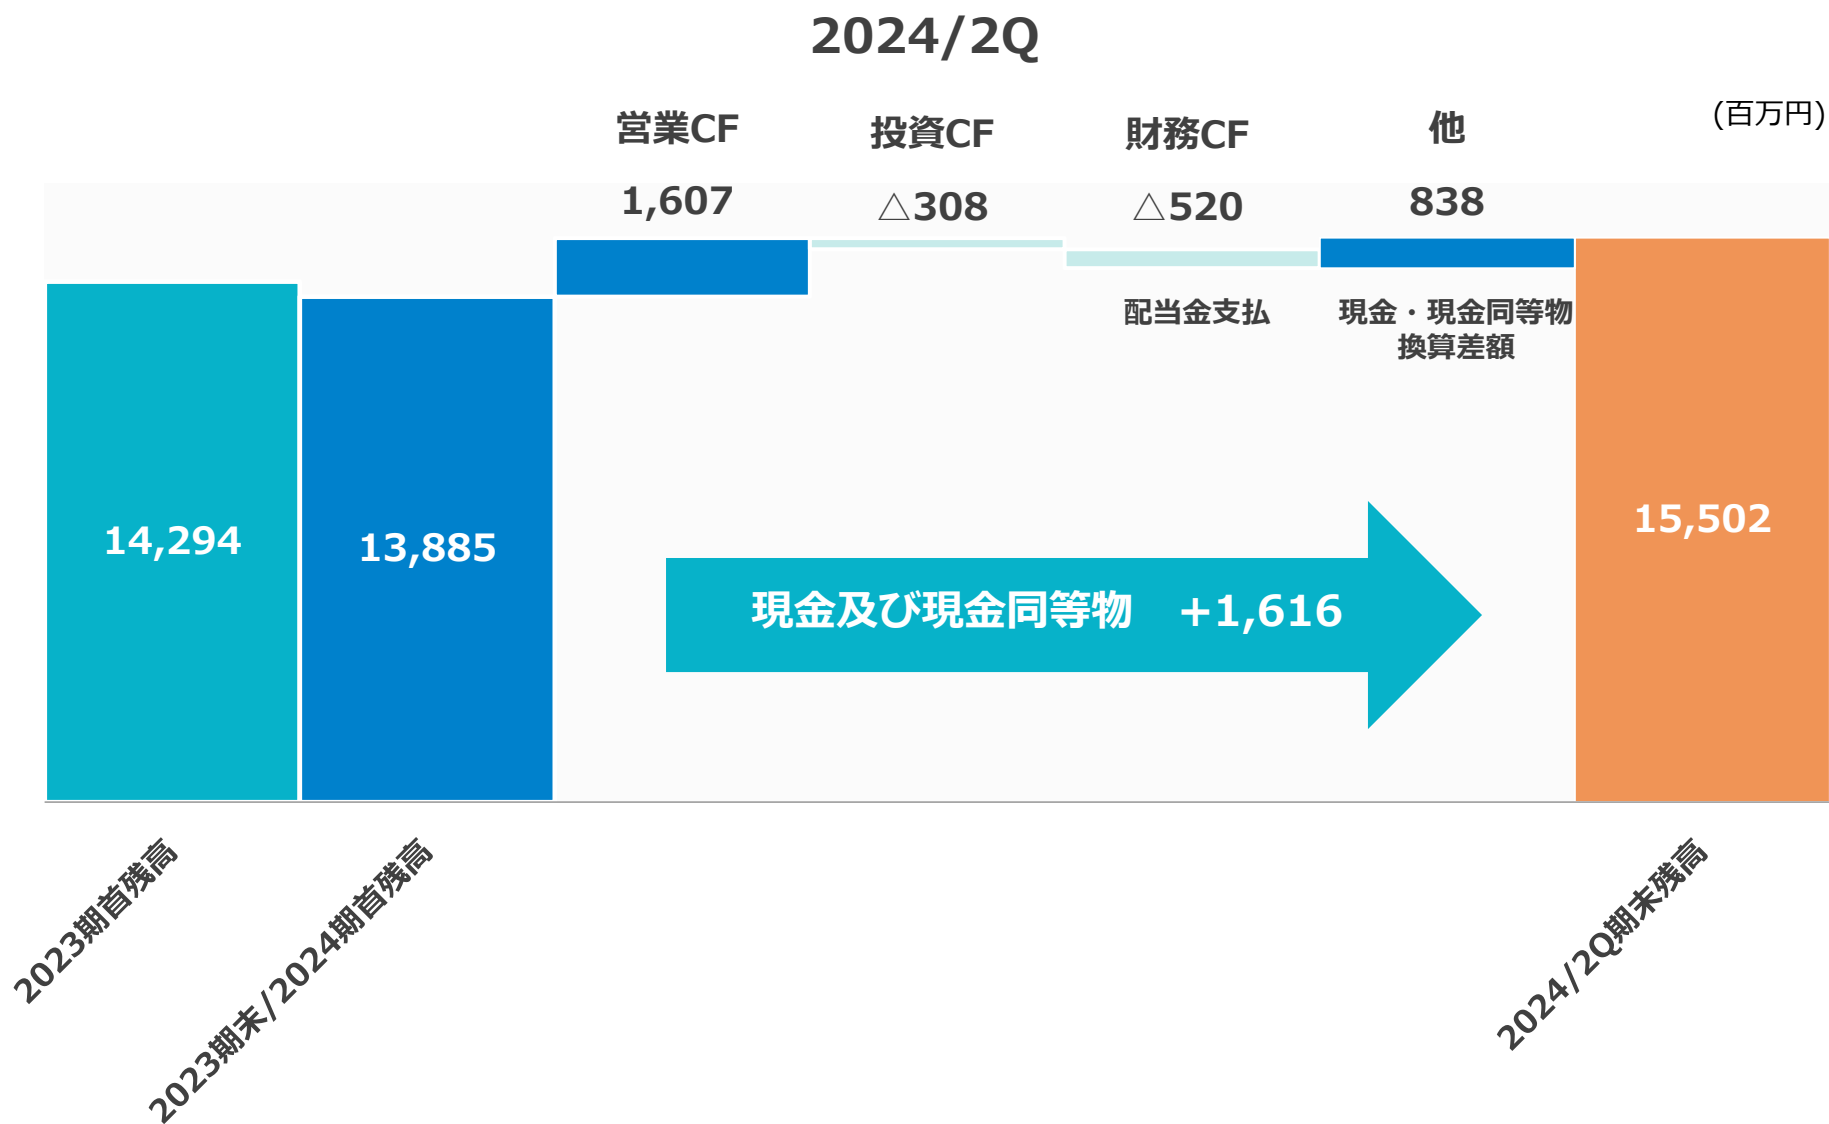 2024/2Q
(百万円)
営業CF
投資CF
財務CF
他
1,607
△308
△520
838
配当金支払
現金・現金同等物
換算差額
14,294
13,885
15,502
現金及び現金同等物　+1,616
2023期首残高
2023期末/2024期首残高
2024/2Q期末残高